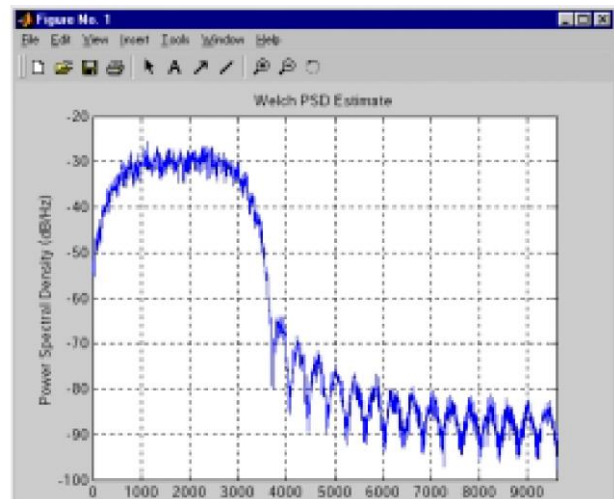 Figure No. 1
File Edit View Insert Tools Window Help
A
Welch PSD Estimate
Power Spectral Density (dB/Hz)
-20
-30
-40
-50
-60
-70
-80
-90
-100
0 1000 2000 3000 4000 5000 6000 7000 8000 9000